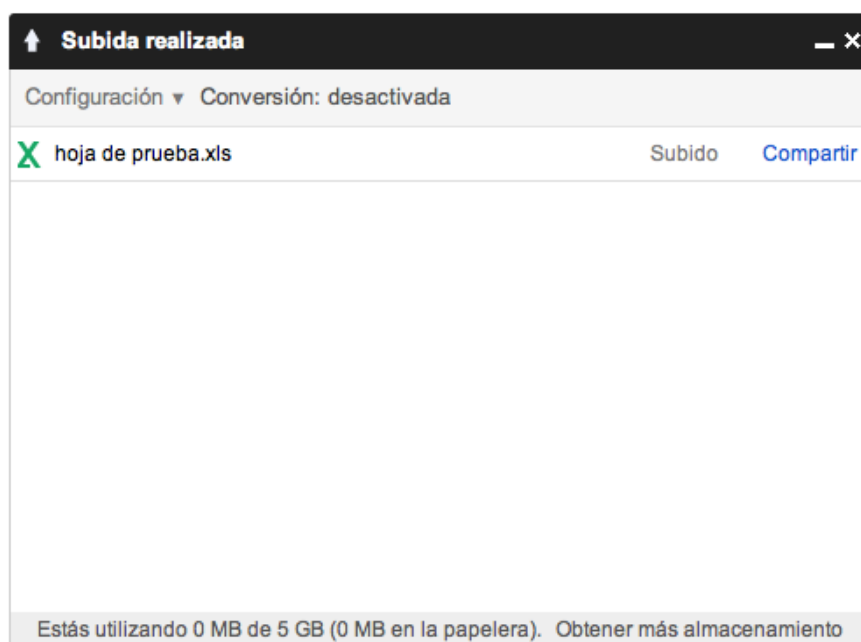 Subida realizada
Configuración ▾ Conversión: desactivada
hoja de prueba.xls Subido Compartir
Estás utilizando 0 MB de 5 GB (0 MB en la papelera). Obtener más almacenamiento